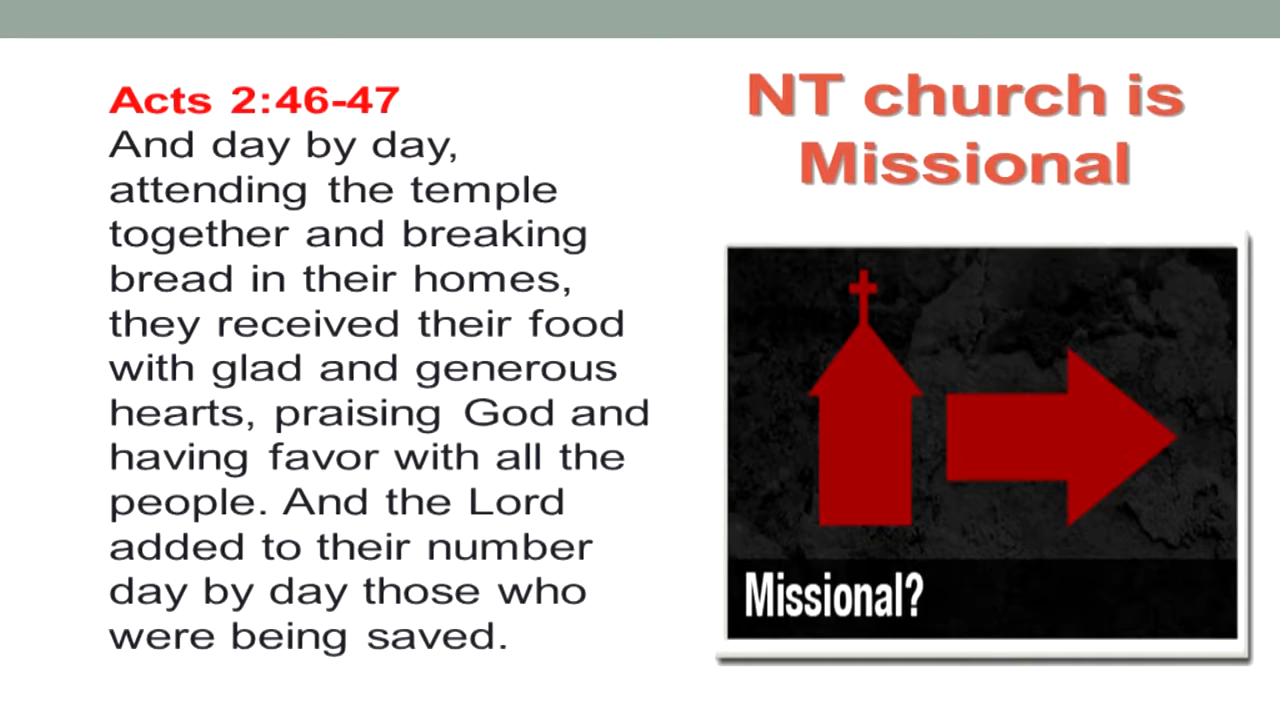 Acts 2:46-47
And day by day,
attending the temple
together and breaking
bread in their homes,
they received their food
with glad and generous
hearts, praising God and
having favor with all the
people. And the Lord
added to their number
day by day those who
were being saved.
NT church is
Missional
Missional?